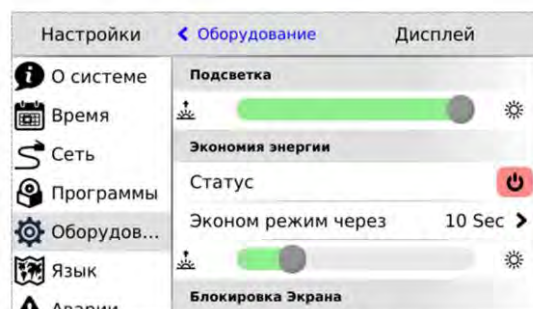 Настройки
Оборудование
Дисплей
О системе
Время
Сеть
Программы
Оборудов...
Язык
Аварии
Подсветка
Экономия энергии
Статус
Эконом режим через 10 Sec
Блокировка Экрана